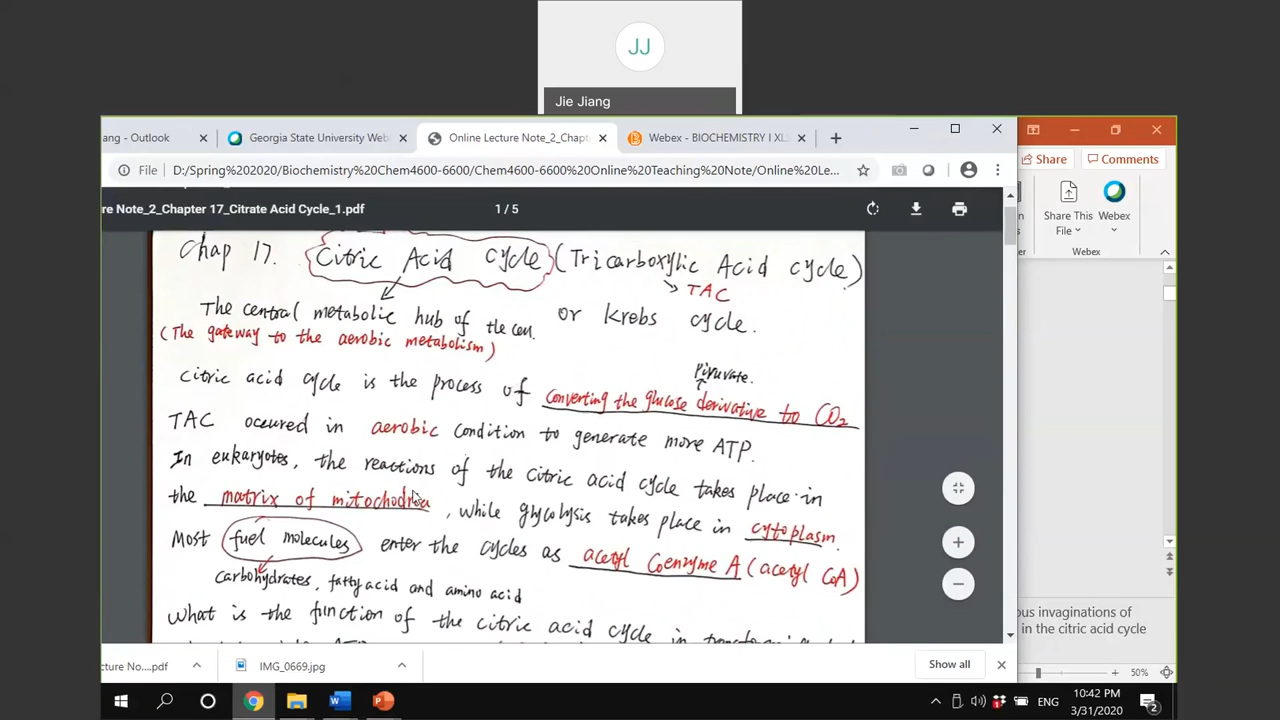 JJ
Jie Jiang
ang - Outlook
Georgia State University Web
Online Lecture Note_2_Chapt
Webex - BIOCHEMISTRY I XLS
File
D:/Spring%202020/Biochemistry%20Chem4600-6600/Chem4600-6600%20Online%20Teaching%20Note/Online%20Le...
Share
Comments
re Note_2_Chapter 17_Citrate Acid Cycle_1.pdf
1 / 5
Share This
File
Webex
Webex
Chap 17. Citric Acid cycle (Tricarboxylic Acid cycle)
TAC
The central metabolic hub of the cell. or Krebs cycle.
(The gateway to the aerobic metabolism)
Piruvate.
Citric acid cycle is the process of converting the glucose derivative to CO2
TAC occured in aerobic condition to generate more ATP.
In eukaryotes, the reactions of the citric acid cycle takes place in
the matrix of mitochodria, while glycolysis takes place in cytoplasm.
Most fuel molecules enter the cycles as acetyl Coenzyme A (acetyl CoA)
Carbohydrates, fatty acid and amino acid
What is the function of the citric acid cycle in
ous invaginations of
in the citric acid cycle
cture No....pdf
IMG_0669.jpg
Show all
50%
ENG
10:42 PM
3/31/2020
2